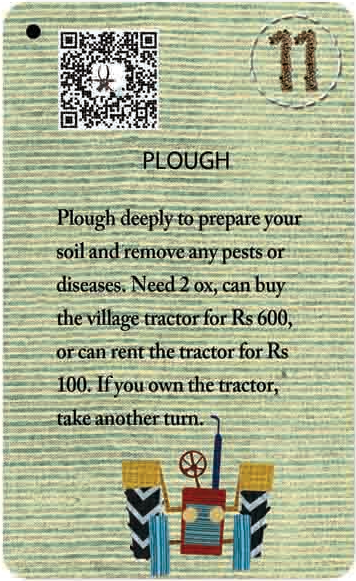 11
PLOUGH
Plough deeply to prepare your
soil and remove any pests or
diseases. Need 2 ox, can buy
the village tractor for Rs 600,
or can rent the tractor for Rs
100. If you own the tractor,
take another turn.